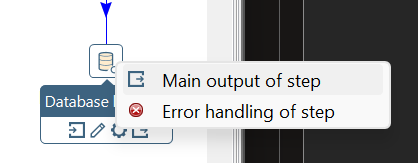 Main output of step
Error handling of step
Database